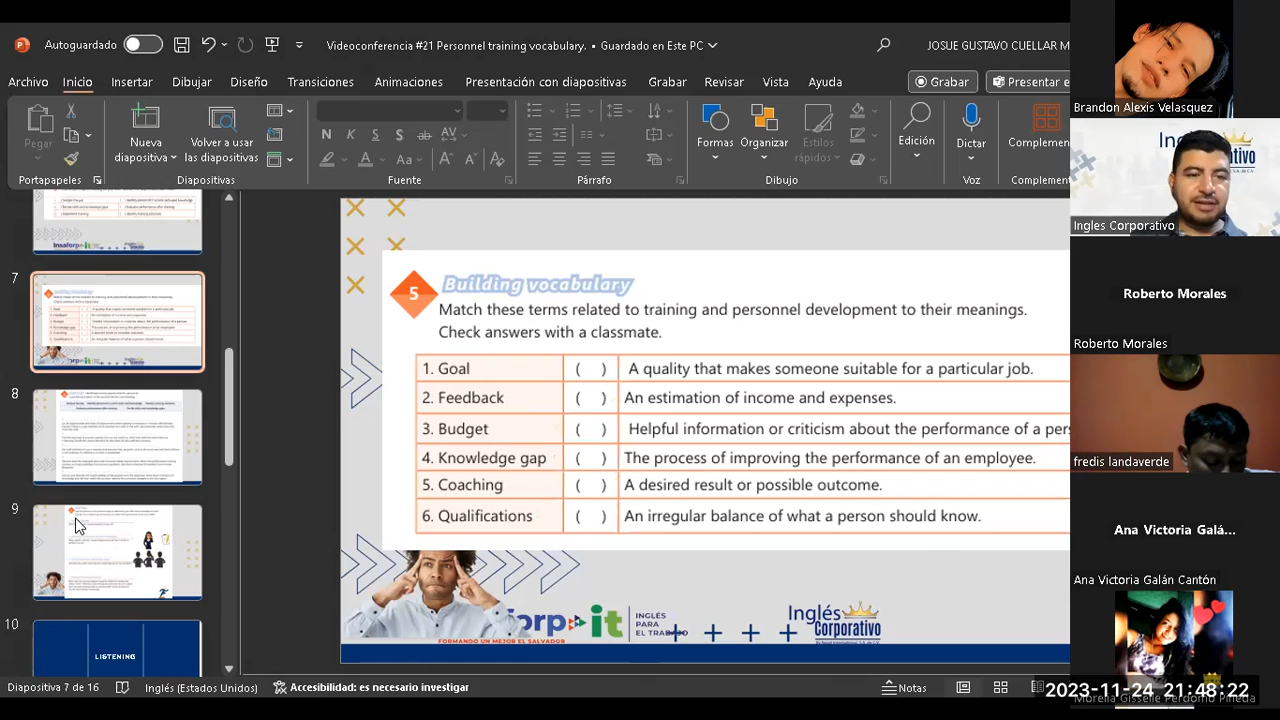 Autoguardado
Videoconferencia #21 Personnel training vocabulary. • Guardado en Este PC
JOSUE GUSTAVO CUELLAR M
Archivo Inicio Insertar Dibujar Diseño Transiciones Animaciones Presentación con diapositivas Grabar Revisar Vista Ayuda
Grabar
Presentar e
Pegar
Nueva diapositiva
Volver a usar las diapositivas
Formas
Organizar
Estilos rápidos
Edición
Dictar
Complemen
Portapapeles
Diapositivas
Fuente
Párrafo
Dibujo
Complement
7
8
9
10
LISTENING
5
Building vocabulary
Match these terms related to training and personnel development to their meanings.
Check answers with a classmate.
1. Goal ( ) A quality that makes someone suitable for a particular job.
2. Feedback ( ) An estimation of income and expenses.
3. Budget ( ) Helpful information or criticism about the performance of a pers
4. Knowledge gap ( ) The process of improving the performance of an employee.
5. Coaching ( ) A desired result or possible outcome.
6. Qualification ( ) An irregular balance of what a person should know.
forp it
INGLÉS
PARA
EL TRABAJO
FORMANDO UN MEJOR EL SALVADOR
Inglés
Corporativo
Diapositiva 7 de 16
Inglés (Estados Unidos)
Accesibilidad: es necesario investigar
Notas
Brandon Alexis Velasquez
Ingles Corporativo
Roberto Morales
Roberto Morales
fredis landaverde
Ana Victoria Galá...
Ana Victoria Galán Cantón
Morella Gisselle Perdomo Pineda
2023-11-24 21:48:22